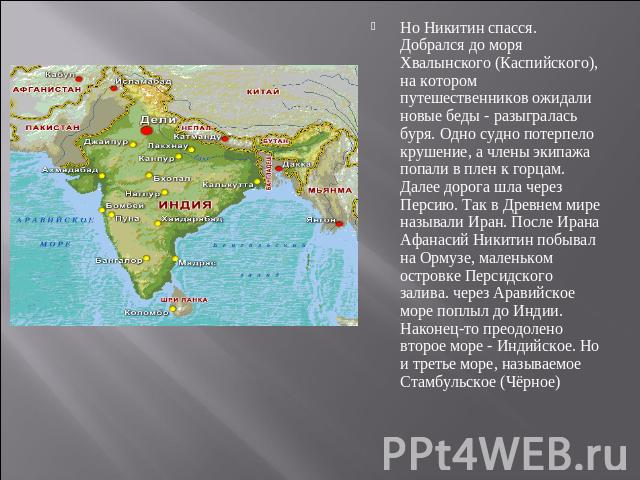 Но Никитин спасся.
Добрался до моря
Хвалынского (Каспийского),
на котором
путешественников ожидали
новые беды - разыгралась
буря. Одно судно потерпело
крушение, а члены экипажа
попали в плен к горцам.
Далее дорога шла через
Персию. Так в Древнем мире
называли Иран. После Ирана
Афанасий Никитин побывал
на Ормузе, маленьком
островке Персидского
залива. через Аравийское
море поплыл до Индии.
Наконец-то преодолено
второе море - Индийское. Но
и третье море, называемое
Стамбульское (Чёрное)
Кабул
Исламабад
АФГАНИСТАН
КИТАЙ
ПАКИСТАН
Дели
НЕПАЛ
Катманду
БУТАН
Джайпур
Лакхнау
Канпур
Дакка
БАНГЛАДЕШ
Ахмадабад
Бхопал
Калькутта
МЬЯНМА
Нагпур
Бомбей
ИНДИЯ
Пуна
Хайдарабад
Янгон
АРАВИЙСКОЕ
МОРЕ
Бенгальский
залив
Бангалор
Мадрас
ШРИ ЛАНКА
Коломбо
PPt4WEB.ru